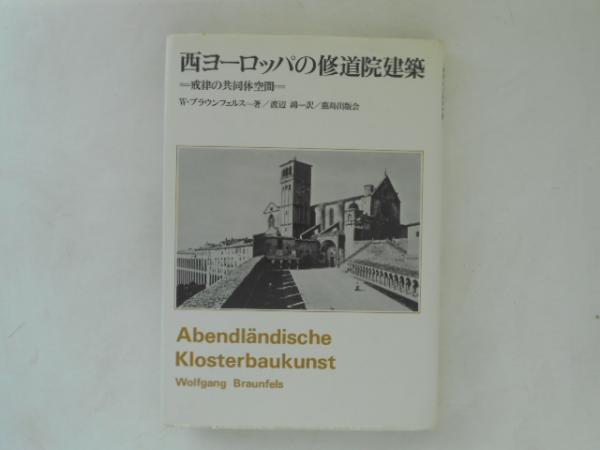 西ヨーロッパの修道院建築
=戒律の共同体空間=
W・ブラウンフェルス―著/渡辺 鴻―訳/鹿島出版会
Abendländische
Klosterbaukunst
Wolfgang Braunfels